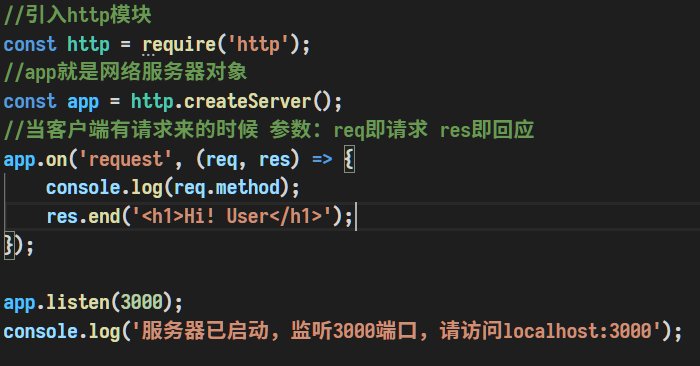 //引入http模块
const http = require('http');
//app就是网络服务器对象
const app = http.createServer();
//当客户端有请求来的时候 参数：req即请求 res即回应
app.on('request', (req, res) => {
    console.log(req.method);
    res.end('<h1>Hi! User</h1>');
});
app.listen(3000);
console.log('服务器已启动，监听3000端口，请访问localhost:3000');